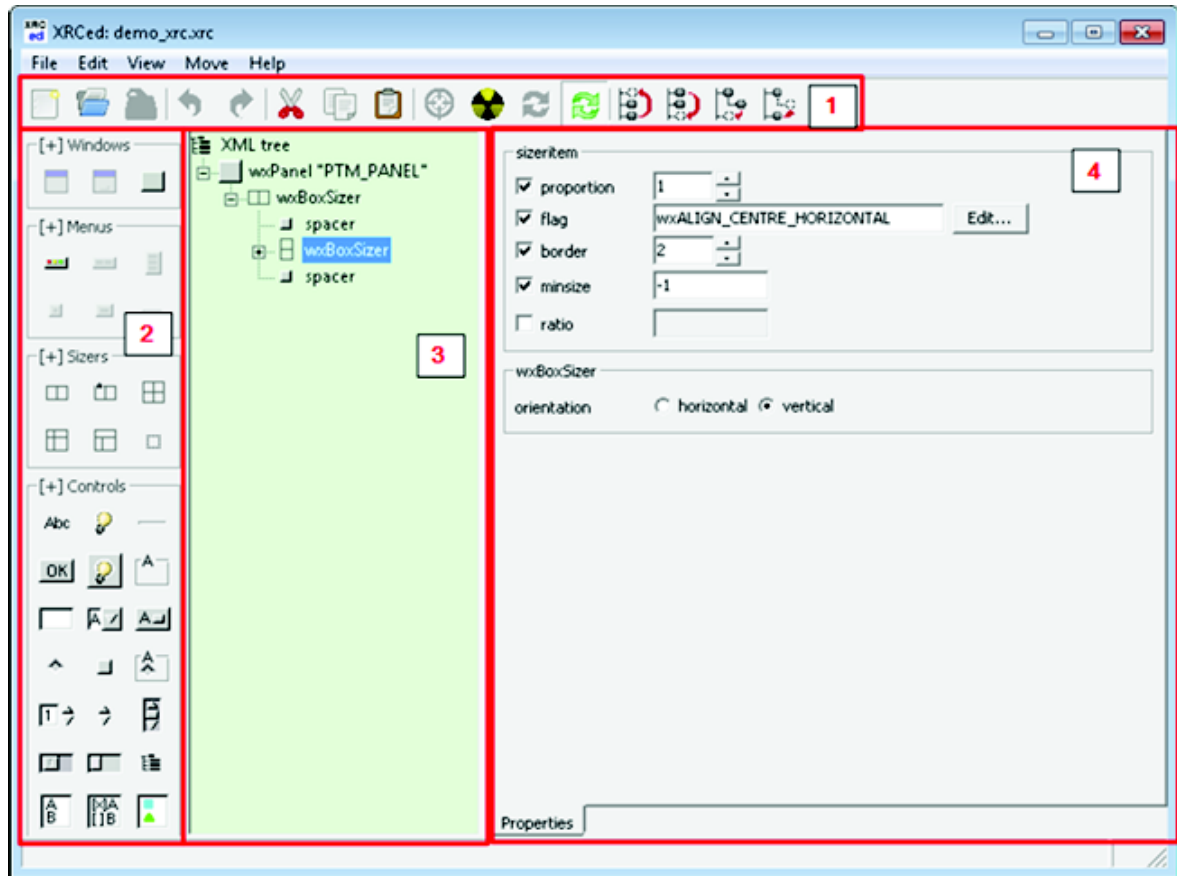 XRCed: demo_xrc.xrc
File Edit View Move Help
1
[+] Windows
[+] Menus
2
[+] Sizers
[+] Controls
Abc
OK
XML tree
wxPanel "PTM_PANEL"
wxBoxSizer
spacer
wxBoxSizer
spacer
3
sizeritem
4
proportion 1
flag wxALIGN_CENTRE_HORIZONTAL Edit...
border 2
minsize -1
ratio
wxBoxSizer
orientation horizontal vertical
Properties